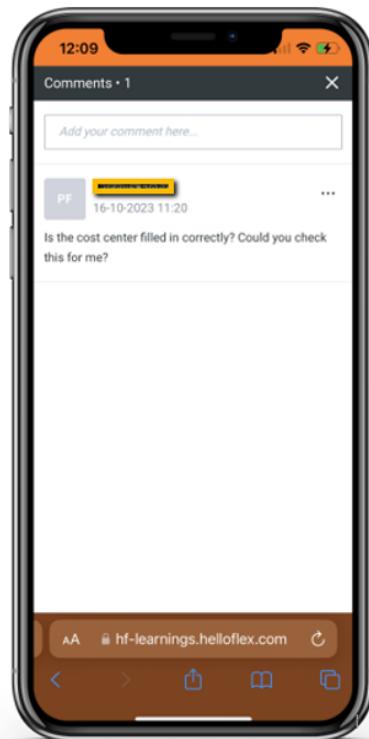 12:09
Comments • 1
Add your comment here...
PF
16-10-2023 11:20
Is the cost center filled in correctly? Could you check
this for me?
AA hf-learnings.helloflex.com